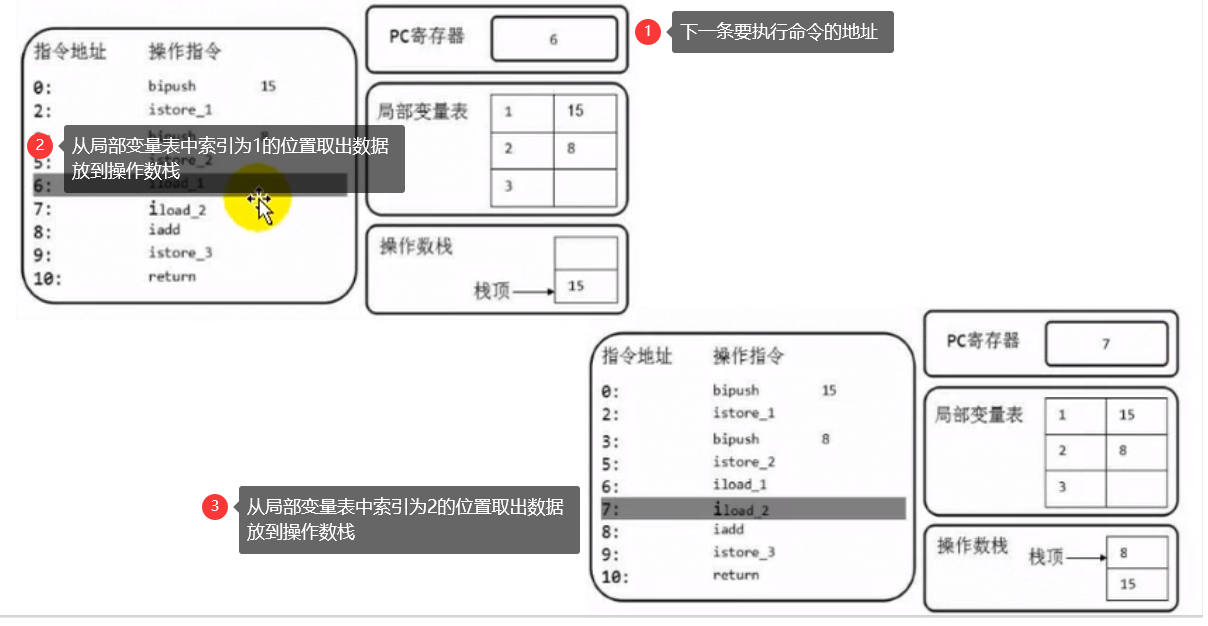 指令地址 操作指令
0: bipush 15
2: istore_1
bipush 8
5: istore_2
6: iload_1
7: iload_2
8: iadd
9: istore_3
10: return
PC寄存器 6
局部变量表 1 15
2 8
3
操作数栈
栈顶 15
1 下一条要执行命令的地址
2 从局部变量表中索引为1的位置取出数据
放到操作数栈
指令地址 操作指令
0: bipush 15
2: istore_1
3: bipush 8
5: istore_2
6: iload_1
7: iload_2
8: iadd
9: istore_3
10: return
PC寄存器 7
局部变量表 1 15
2 8
3
操作数栈 栈顶 8
15
3 从局部变量表中索引为2的位置取出数据
放到操作数栈